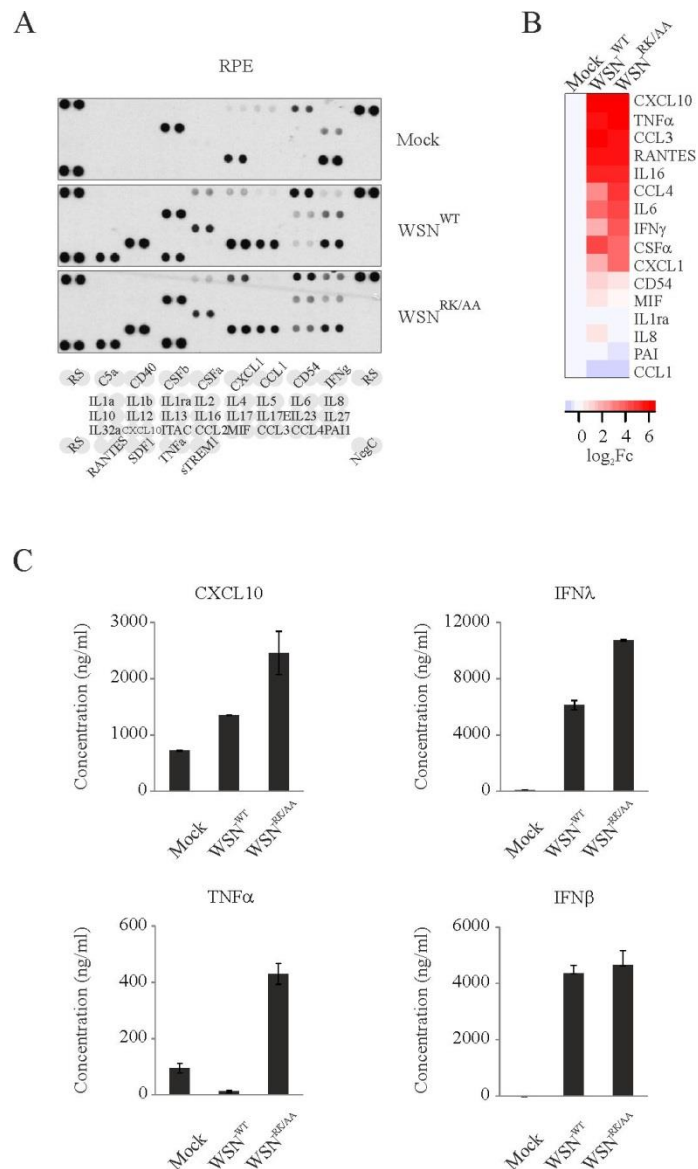 A
RPE
Mock
WSN^WT
WSN^RK/AA
RS C5a CD40 CSFb CSFa CXCL1 CCL1 CD54 IFNg RS
IL1a IL1b IL1ra IL2 IL4 IL5 IL6 IL8
IL10 IL12 IL13 IL16 IL17 IL17E IL23 IL27
IL32a CXCL10 ITAC CCL2 MIF CCL3 CCL4 PAI1
RS RANTES SDF1 TNFa sTREM1 NegC
B
Mock WSN^WT WSN^RK/AA
CXCL10
TNFα
CCL3
RANTES
IL16
CCL4
IL6
IFNγ
CSFα
CXCL1
CD54
MIF
IL1ra
IL8
PAI
CCL1
0 2 4 6
log₂Fc
C
CXCL10
Concentration (ng/ml)
3000
2000
1000
0
Mock WSN^WT WSN^RK/AA
IFNλ
Concentration (ng/ml)
12000
8000
4000
0
Mock WSN^WT WSN^RK/AA
TNFα
Concentration (ng/ml)
600
400
200
0
Mock WSN^WT WSN^RK/AA
IFNβ
Concentration (ng/ml)
6000
4000
2000
0
Mock WSN^WT WSN^RK/AA